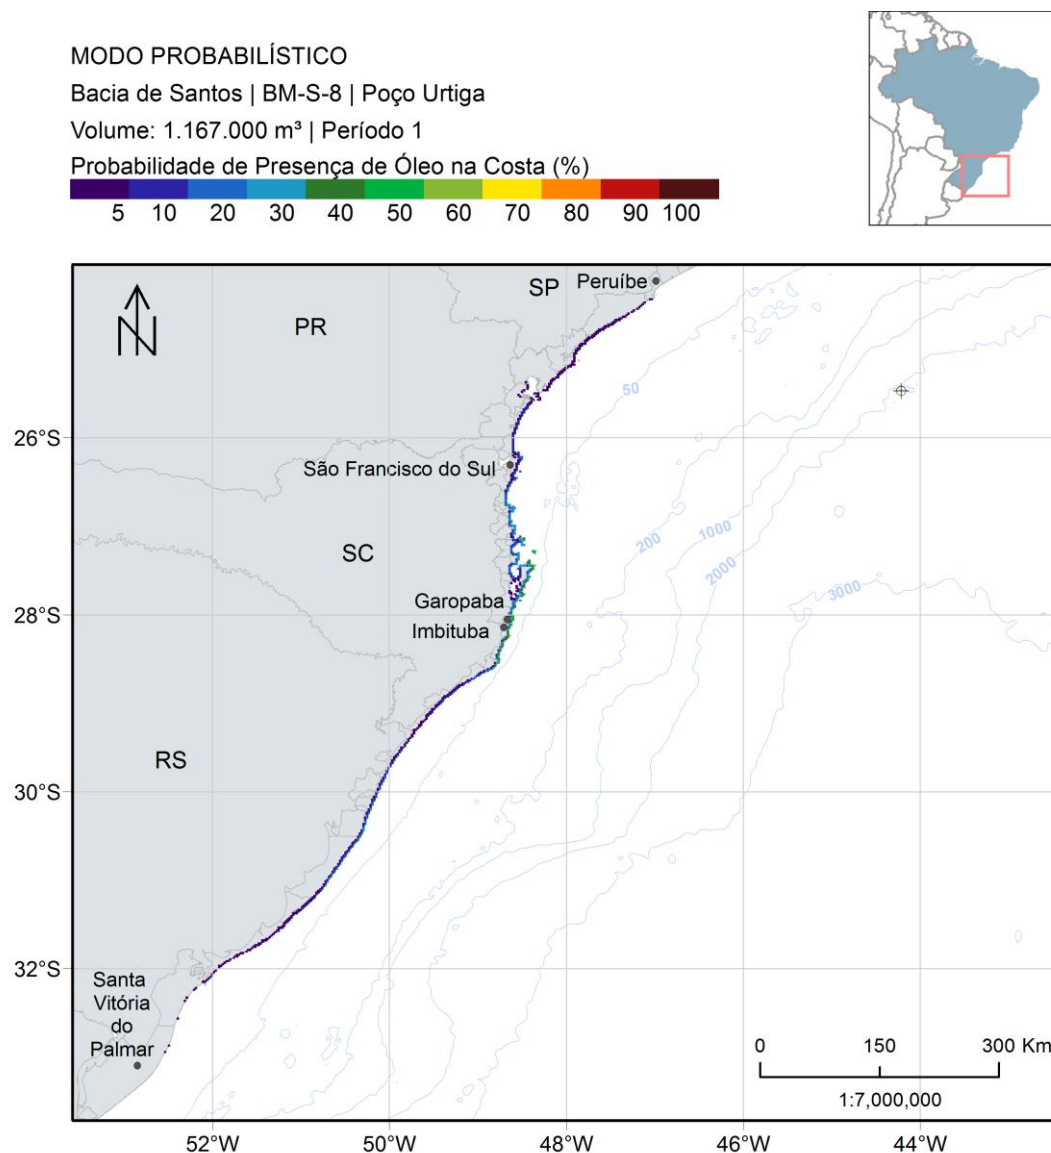 MODO PROBABILÍSTICO
Bacia de Santos | BM-S-8 | Poço Urtiga
Volume: 1.167.000 m³ | Período 1
Probabilidade de Presença de Óleo na Costa (%)
5 10 20 30 40 50 60 70 80 90 100
SP
Peruíbe
N
PR
50
26°S
São Francisco do Sul
200
1000
2000
SC
3000
28°S
Garopaba
Imbituba
RS
30°S
32°S
Santa
Vitória
do
Palmar
0 150 300 Km
1:7,000,000
52°W 50°W 48°W 46°W 44°W